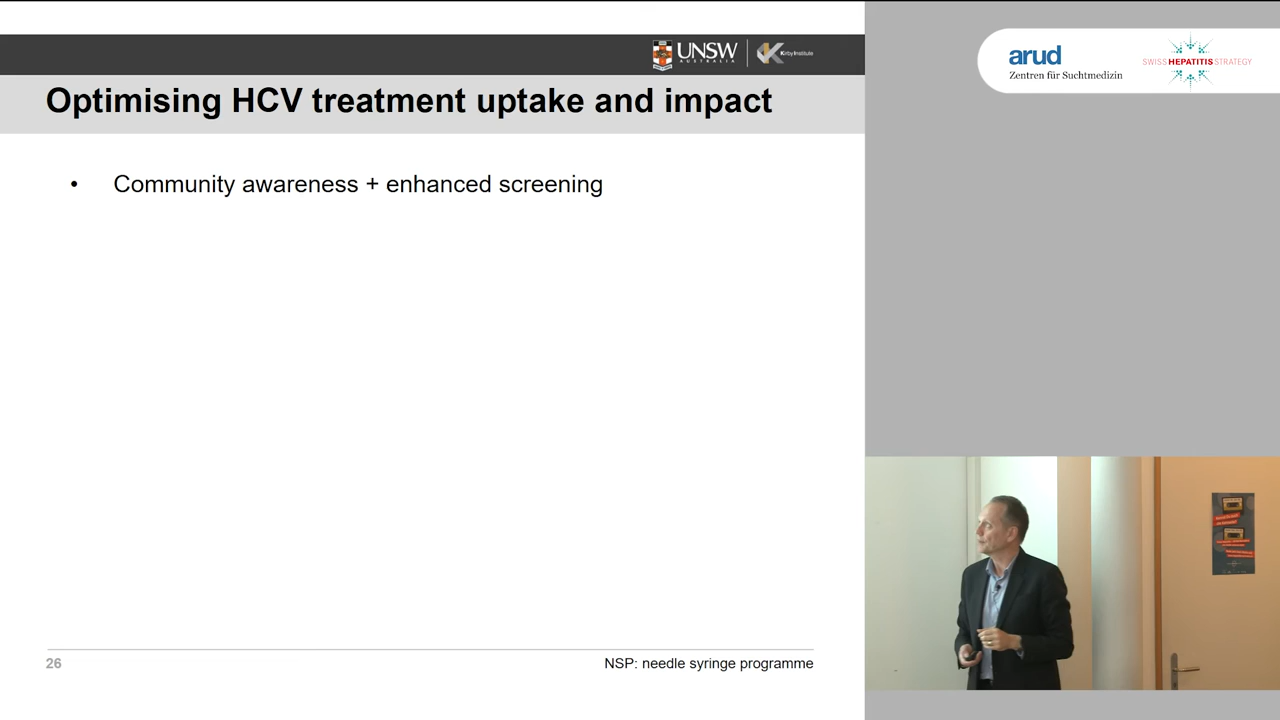 UNSW
AUSTRALIA
Kirby Institute
arud
Zentren für Suchtmedizin
SWISS HEPATITIS STRATEGY
Optimising HCV treatment uptake and impact
• Community awareness + enhanced screening
26
NSP: needle syringe programme